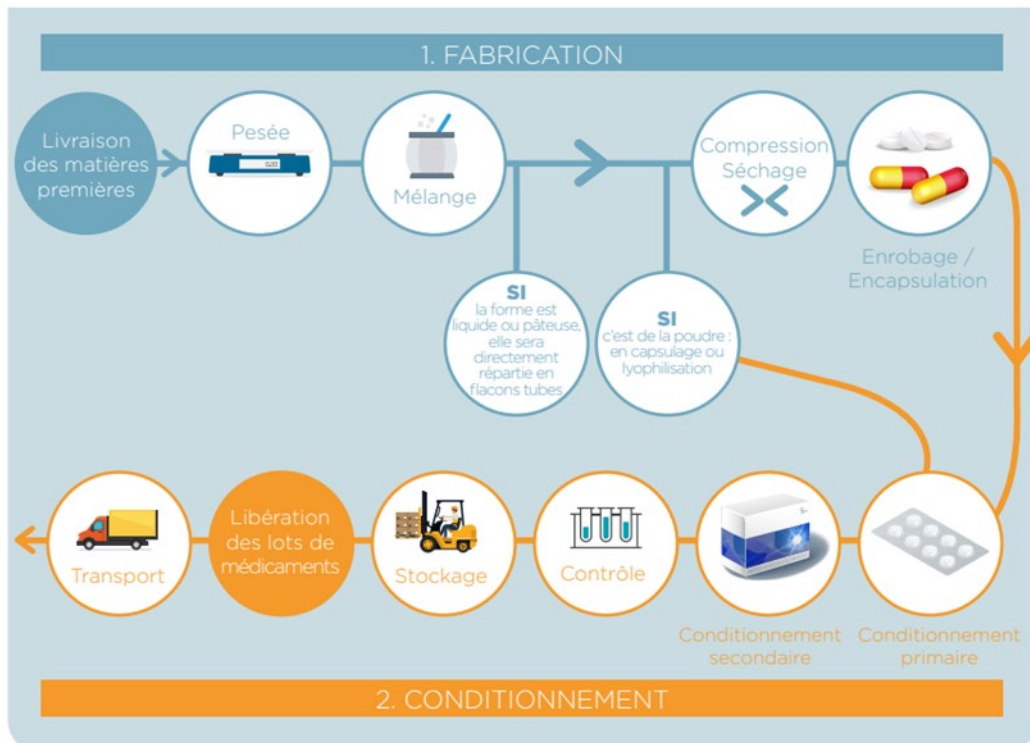 1. FABRICATION
Livraison
des matières
premières
Pesée
0,00
Mélange
Compression
Séchage
Enrobage /
Encapsulation
SI
la forme est
liquide ou pâteuse,
elle sera
directement
répartie en
flacons tubes
SI
c'est de la poudre :
en capsulage ou
lyophilisation
Transport
Libération
des lots de
médicaments
Stockage
Contrôle
Conditionnement
secondaire
Conditionnement
primaire
2. CONDITIONNEMENT